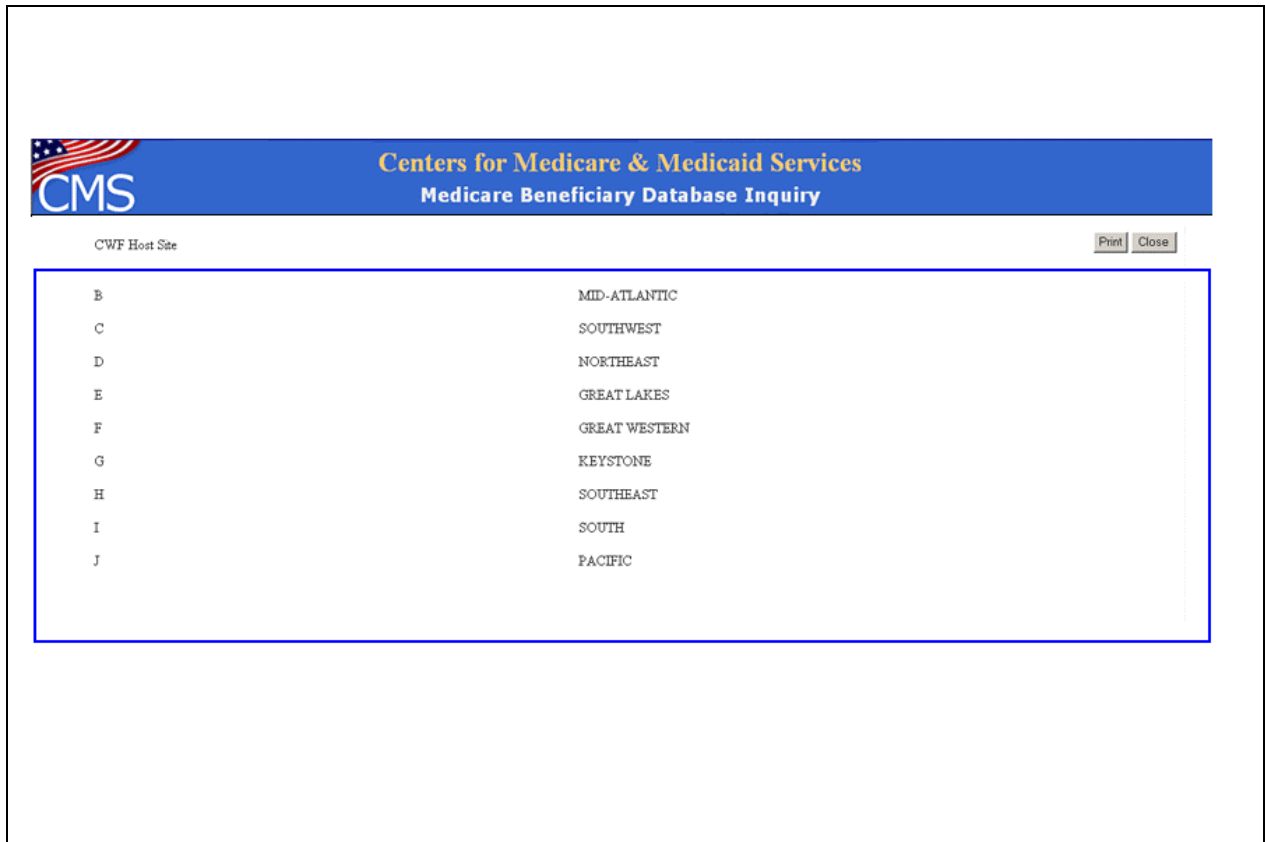 CMS
Centers for Medicare & Medicaid Services
Medicare Beneficiary Database Inquiry
CWF Host Site
Print Close
B MID-ATLANTIC
C SOUTHWEST
D NORTHEAST
E GREAT LAKES
F GREAT WESTERN
G KEYSTONE
H SOUTHEAST
I SOUTH
J PACIFIC